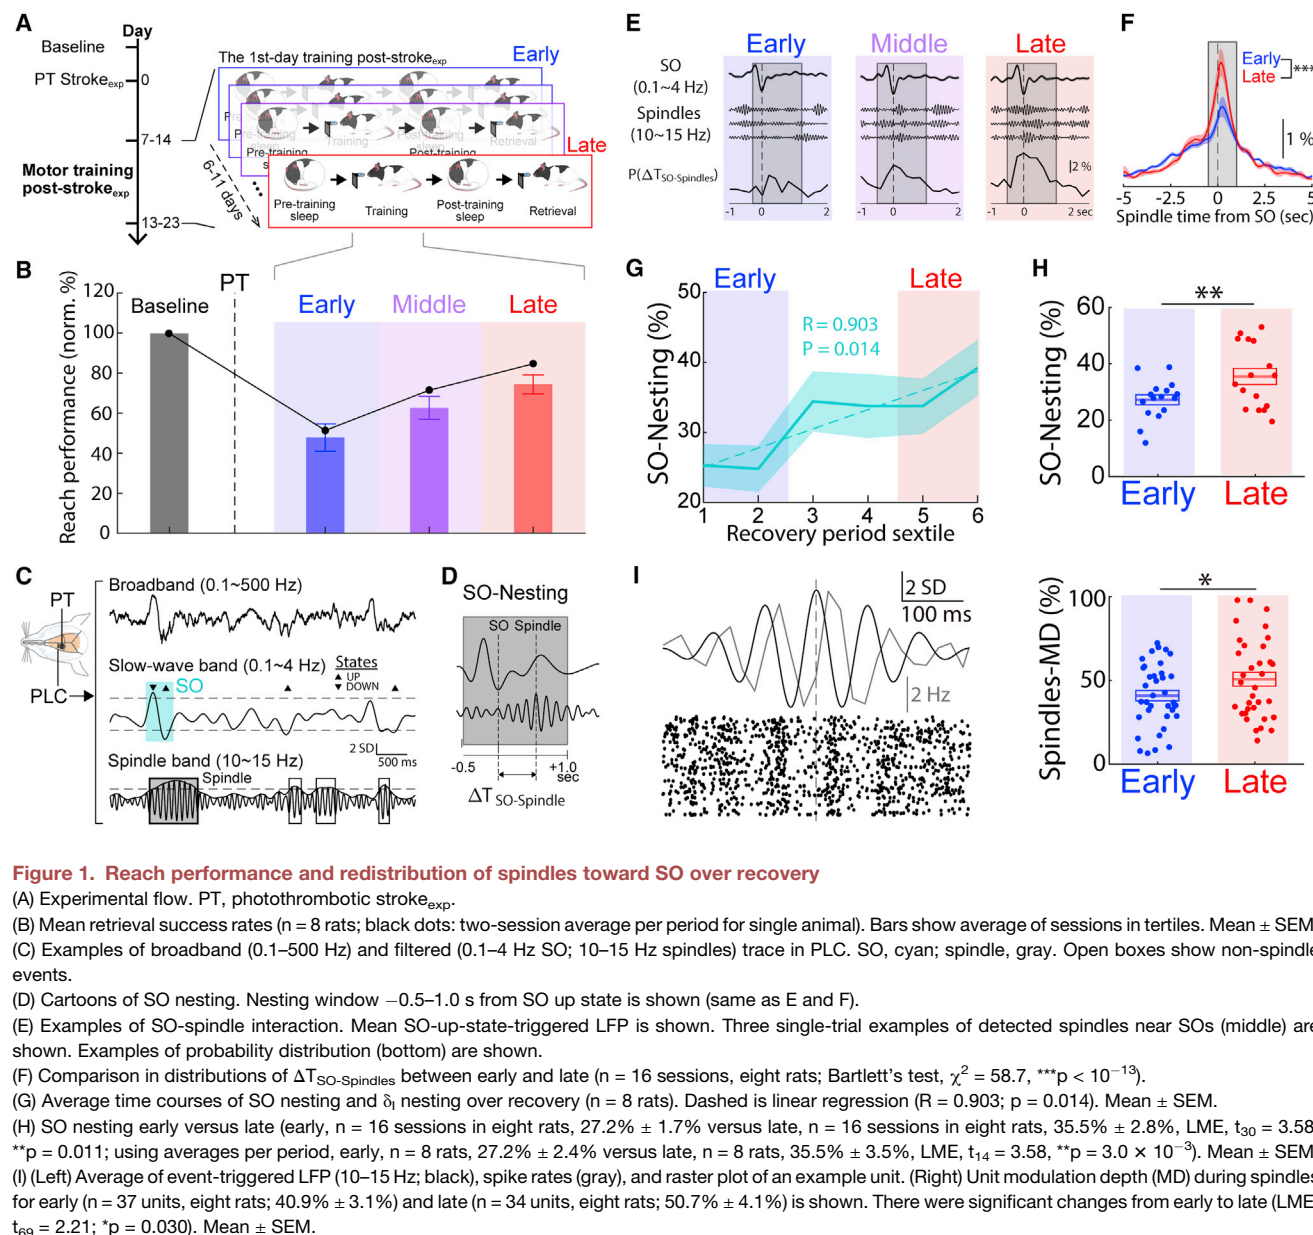 A
Day
Baseline
PT Stroke_exp 0
7-14
Motor training
post-stroke_exp
13-23
6-11 days
The 1st-day training post-stroke_exp
Early
Late
Pre-training
sleep
Training
Post-training
sleep
Retrieval
B
Reach performance (norm. %)
120
100
80
60
40
20
0
PT
Baseline
Early
Middle
Late
C
PT
PLC
Broadband (0.1~500 Hz)
Slow-wave band (0.1~4 Hz)
States
▲ UP
▼ DOWN
SO
2 SD
500 ms
Spindle band (10~15 Hz)
Spindle
D
SO-Nesting
SO Spindle
-0.5
+1.0
sec
ΔT SO-Spindle
E
Early
Middle
Late
SO
(0.1~4 Hz)
Spindles
(10~15 Hz)
P(ΔT_SO-Spindles)
2 %
-1 0 2
-1 0 2
-1 0 2 sec
F
Early
Late
***
1 %
-5 -2.5 0 2.5 5
Spindle time from SO (sec)
G
SO-Nesting (%)
50
40
30
20
Early
Late
R = 0.903
P = 0.014
1 2 3 4 5 6
Recovery period sextile
H
SO-Nesting (%)
60
40
20
0
**
Early
Late
I
2 SD
100 ms
2 Hz
Spindles-MD (%)
100
50
0
*
Early
Late
Figure 1. Reach performance and redistribution of spindles toward SO over recovery
(A) Experimental flow. PT, photothrombotic stroke_exp.
(B) Mean retrieval success rates (n = 8 rats; black dots: two-session average per period for single animal). Bars show average of sessions in tertiles. Mean ± SEM
(C) Examples of broadband (0.1–500 Hz) and filtered (0.1–4 Hz SO; 10–15 Hz spindles) trace in PLC. SO, cyan; spindle, gray. Open boxes show non-spindle
events.
(D) Cartoons of SO nesting. Nesting window −0.5–1.0 s from SO up state is shown (same as E and F).
(E) Examples of SO-spindle interaction. Mean SO-up-state-triggered LFP is shown. Three single-trial examples of detected spindles near SOs (middle) are
shown. Examples of probability distribution (bottom) are shown.
(F) Comparison in distributions of ΔT_SO-Spindles between early and late (n = 16 sessions, eight rats; Bartlett's test, χ² = 58.7, ***p < 10⁻¹³).
(G) Average time courses of SO nesting and δ_I nesting over recovery (n = 8 rats). Dashed is linear regression (R = 0.903; p = 0.014). Mean ± SEM.
(H) SO nesting early versus late (early, n = 16 sessions in eight rats, 27.2% ± 1.7% versus late, n = 16 sessions in eight rats, 35.5% ± 2.8%, LME, t₃₀ = 3.58
**p = 0.011; using averages per period, early, n = 8 rats, 27.2% ± 2.4% versus late, n = 8 rats, 35.5% ± 3.5%, LME, t₁₄ = 3.58, **p = 3.0 × 10⁻³). Mean ± SEM
(I) (Left) Average of event-triggered LFP (10–15 Hz; black), spike rates (gray), and raster plot of an example unit. (Right) Unit modulation depth (MD) during spindles
for early (n = 37 units, eight rats; 40.9% ± 3.1%) and late (n = 34 units, eight rats; 50.7% ± 4.1%) is shown. There were significant changes from early to late (LME
t₆₉ = 2.21; *p = 0.030). Mean ± SEM.